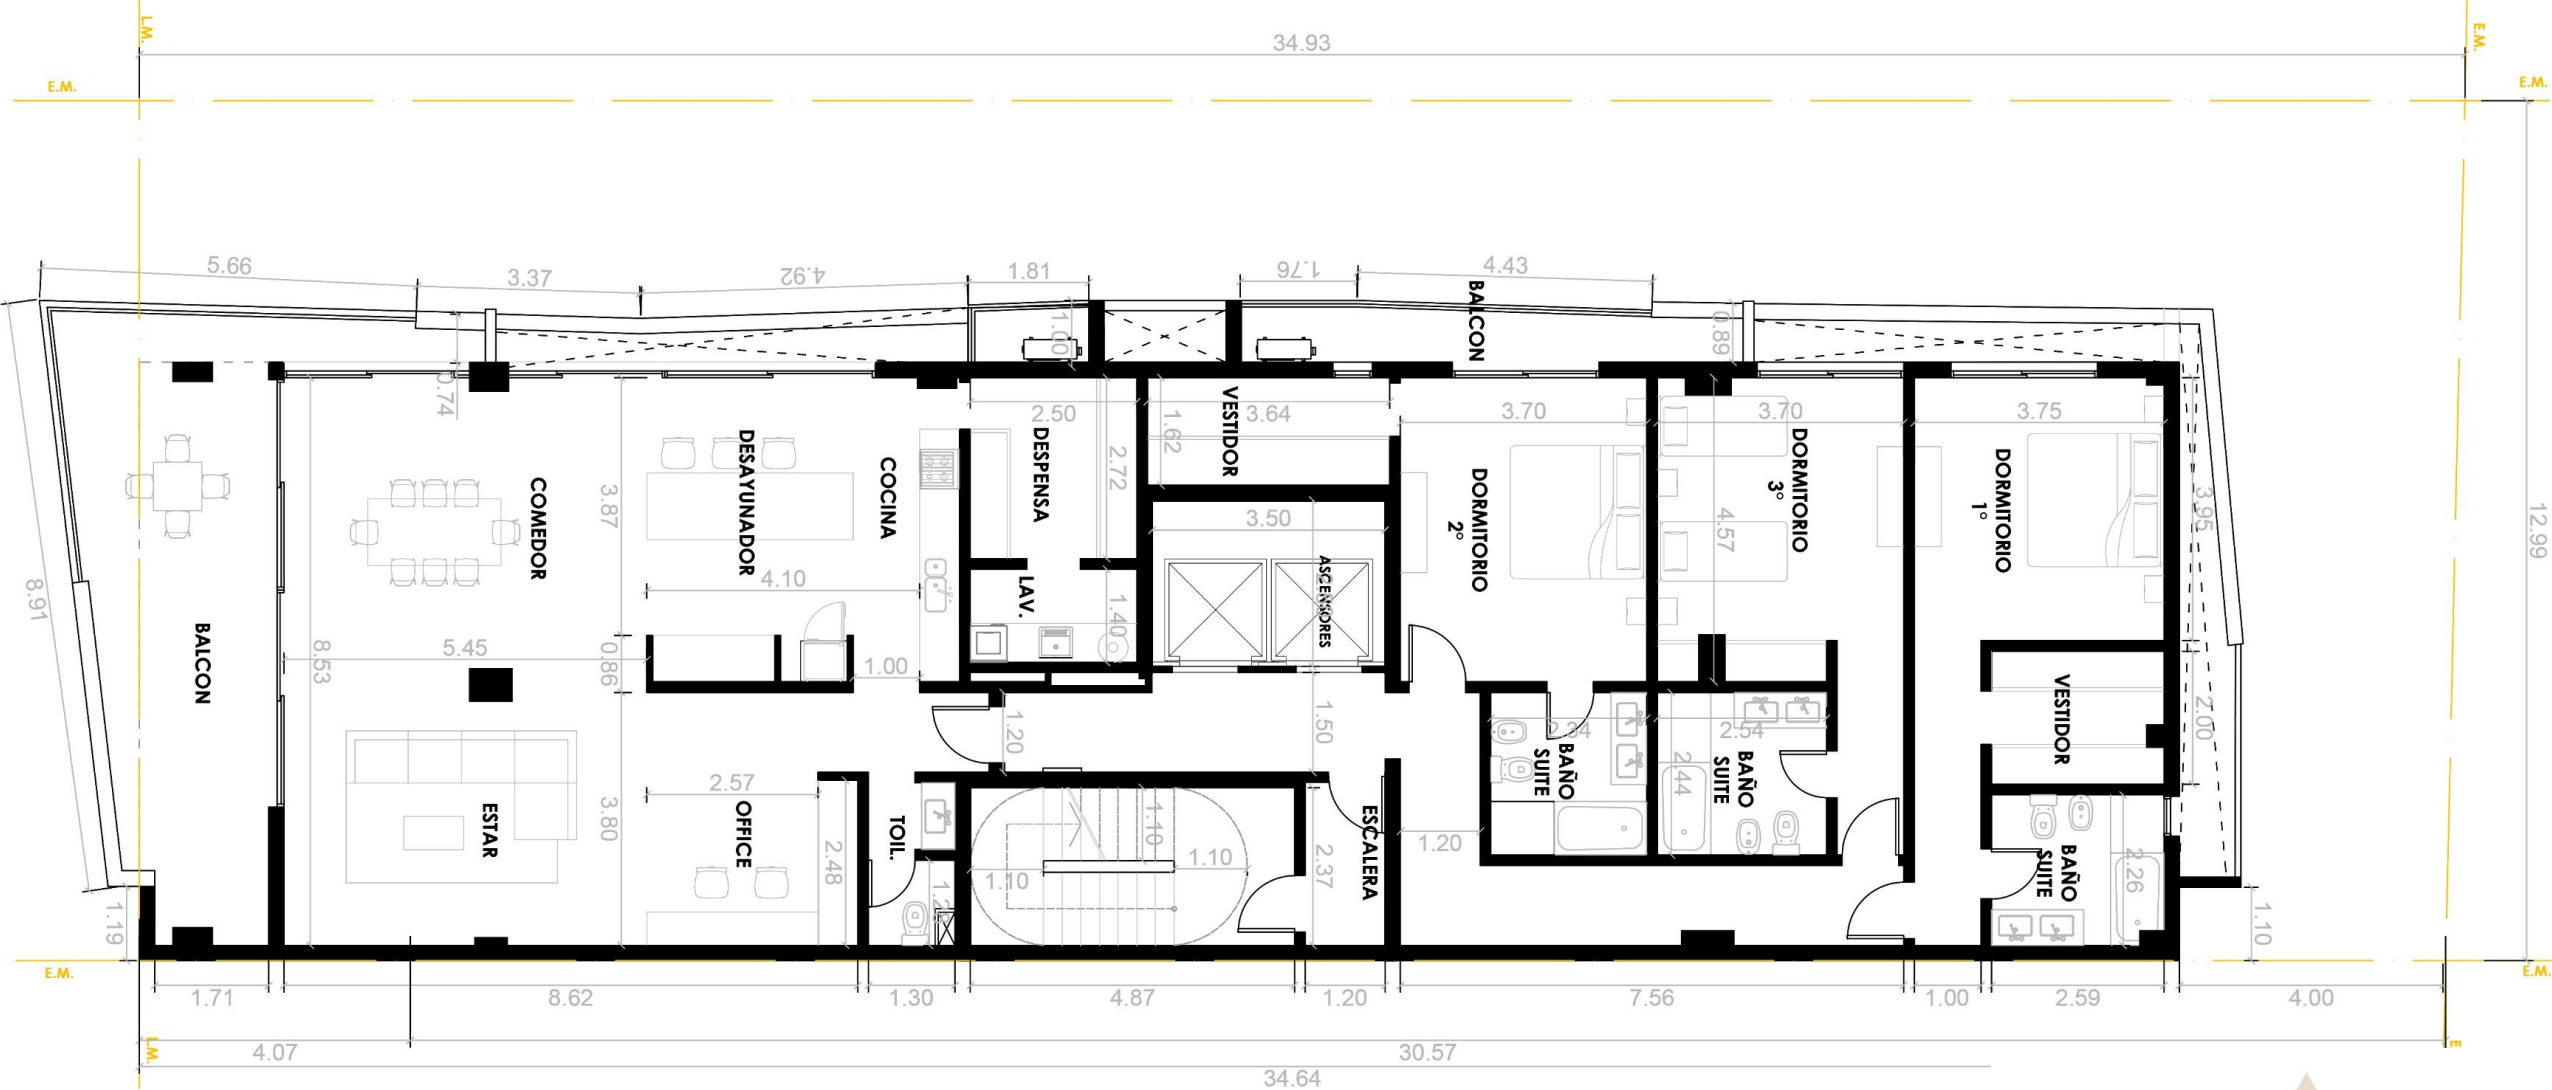 L.M.
34.93
E.M.
E.M.
E.M.
5.66
3.37
4.92
1.81
1.76
4.43
BALCON
1.00
0.89
0.74
2.50
3.64
1.62
VESTIDOR
3.70
3.70
3.75
DESPENSA
2.72
DESAYUNADOR
COCINA
COMEDOR
3.87
DORMITORIO
2°
DORMITORIO
3°
DORMITORIO
1°
4.57
3.95
12.99
3.50
ASCENSORES
4.10
LAV.
1.40
8.91
BALCON
8.53
5.45
0.86
1.00
VESTIDOR
2.00
1.20
1.50
2.34
BAÑO
SUITE
2.54
2.44
BAÑO
SUITE
2.57
OFFICE
ESTAR
3.80
2.48
TOIL.
1.10
1.10
1.10
2.37
ESCALERA
1.20
BAÑO
SUITE
2.26
1.19
1.10
E.M.
E.M.
1.71
8.62
1.30
4.87
1.20
7.56
1.00
2.59
4.00
L.M.
4.07
30.57
E
34.64